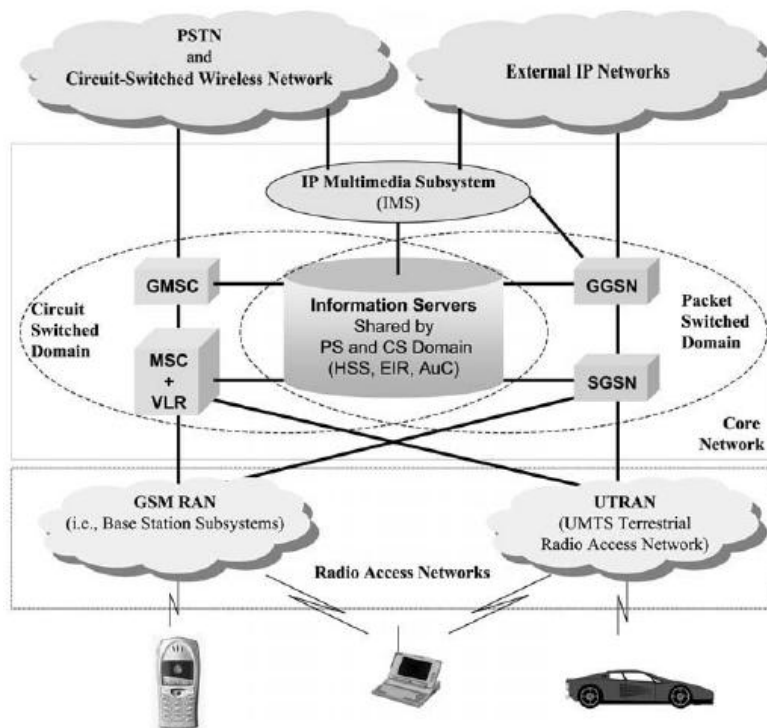 PSTN
and
Circuit-Switched Wireless Network
External IP Networks
IP Multimedia Subsystem
(IMS)
GMSC
GGSN
Circuit
Switched
Domain
Information Servers
Shared by
PS and CS Domain
(HSS, EIR, AuC)
Packet
Switched
Domain
MSC
+
VLR
SGSN
Core
Network
GSM RAN
(i.e., Base Station Subsystems)
UTRAN
(UMTS Terrestrial
Radio Access Network)
Radio Access Networks